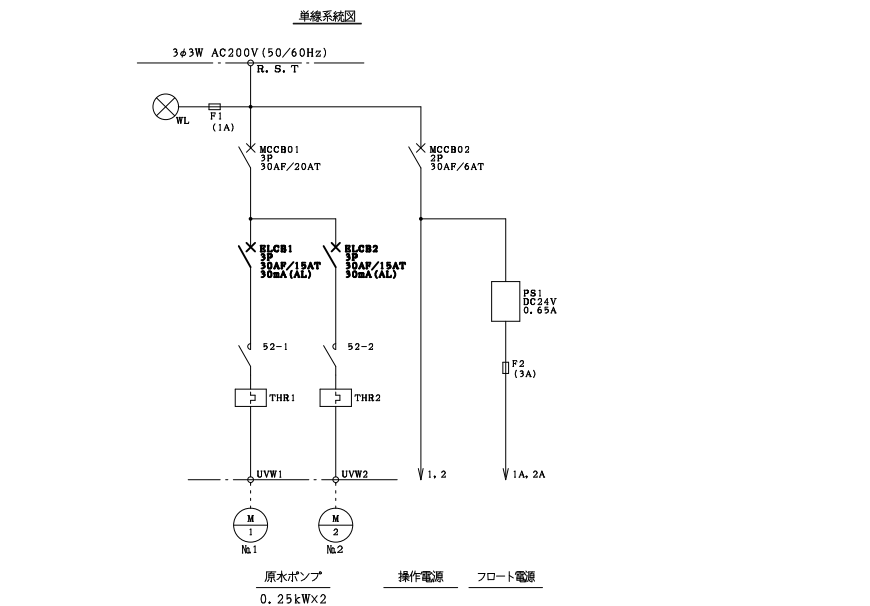 単線系統図
3φ3W AC200V(50/60Hz)
R.S.T
WL
F1
(1A)
MCCB01
3P
30AF/20AT
MCCB02
2P
30AF/6AT
ELCB1
3P
30AF/15AT
30mA(AL)
ELCB2
3P
30AF/15AT
30mA(AL)
PS1
DC24V
0.65A
52-1
52-2
F2
(3A)
THR1
THR2
UVW1
UVW2
1,2
1A,2A
M
1
M
2
№1
№2
原水ポンプ
操作電源
フロート電源
0.25kW×2